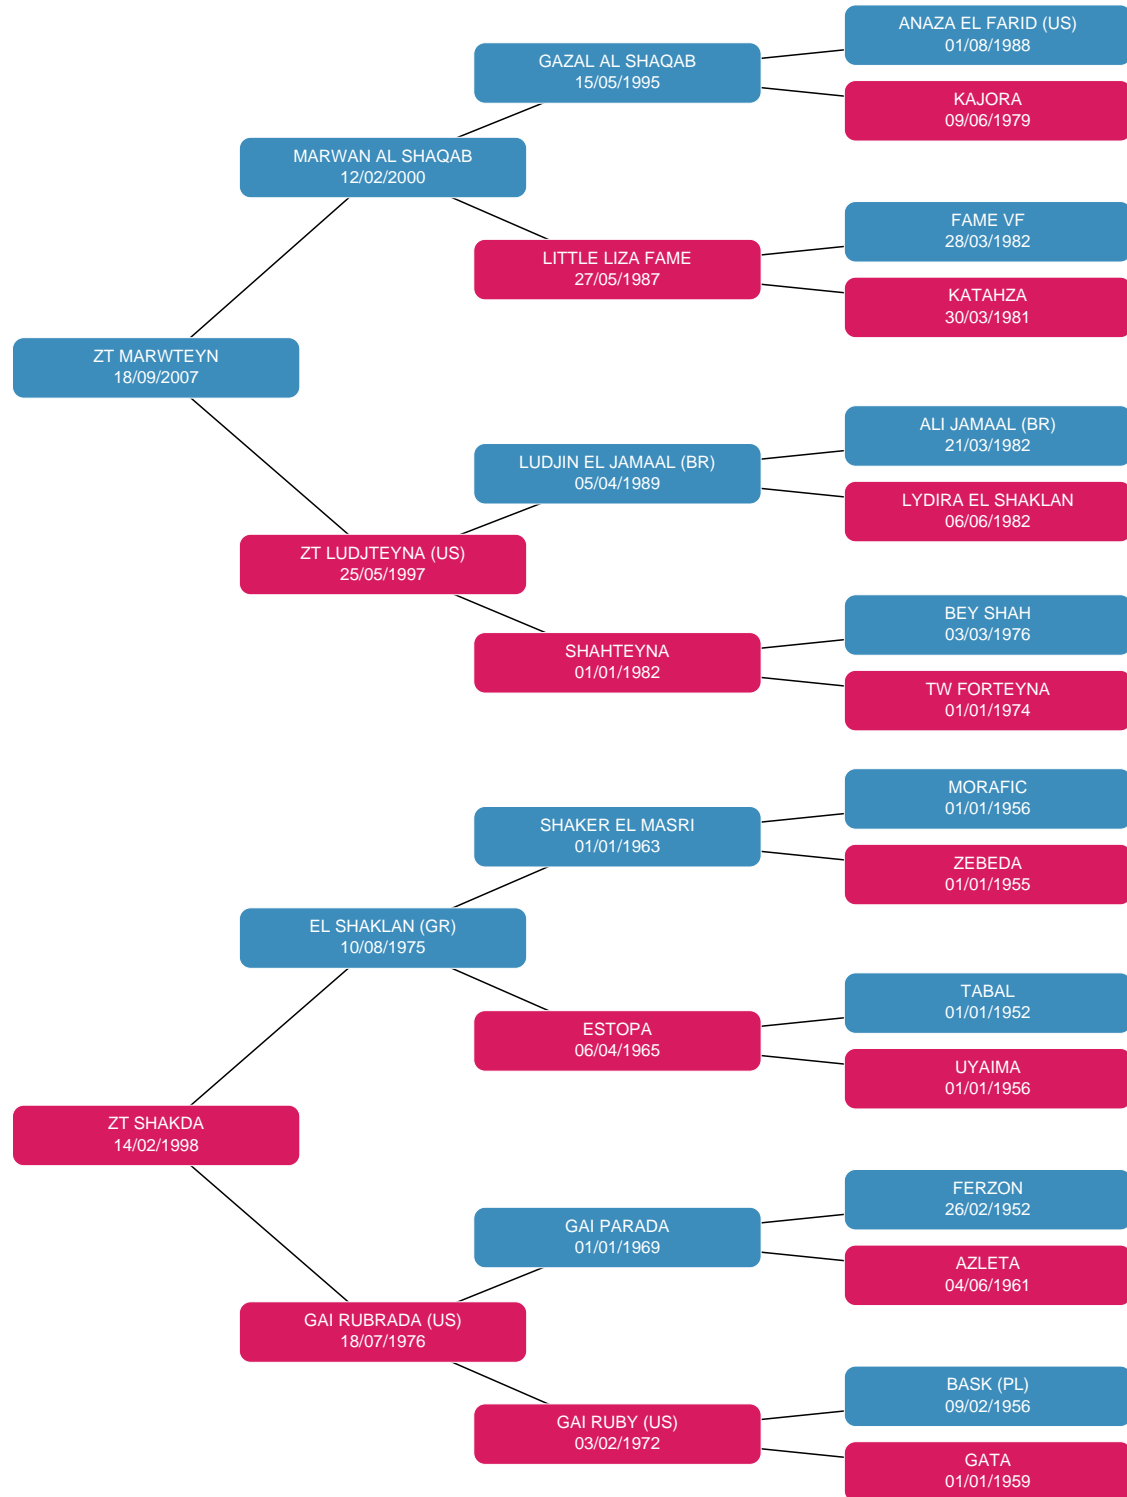 ANAZA EL FARID (US)
01/08/1988
GAZAL AL SHAQAB
15/05/1995
KAJORA
09/06/1979
MARWAN AL SHAQAB
12/02/2000
FAME VF
28/03/1982
LITTLE LIZA FAME
27/05/1987
KATAHZA
30/03/1981
ZT MARWTEYN
18/09/2007
ALI JAMAAL (BR)
21/03/1982
LUDJIN EL JAMAAL (BR)
05/04/1989
LYDIRA EL SHAKLAN
06/06/1982
ZT LUDJTEYNA (US)
25/05/1997
BEY SHAH
03/03/1976
SHAHTEYNA
01/01/1982
TW FORTEYNA
01/01/1974
MORAFIC
01/01/1956
SHAKER EL MASRI
01/01/1963
ZEBEDA
01/01/1955
EL SHAKLAN (GR)
10/08/1975
TABAL
01/01/1952
ESTOPA
06/04/1965
UYAIMA
01/01/1956
ZT SHAKDA
14/02/1998
FERZON
26/02/1952
GAI PARADA
01/01/1969
AZLETA
04/06/1961
GAI RUBRADA (US)
18/07/1976
BASK (PL)
09/02/1956
GAI RUBY (US)
03/02/1972
GATA
01/01/1959